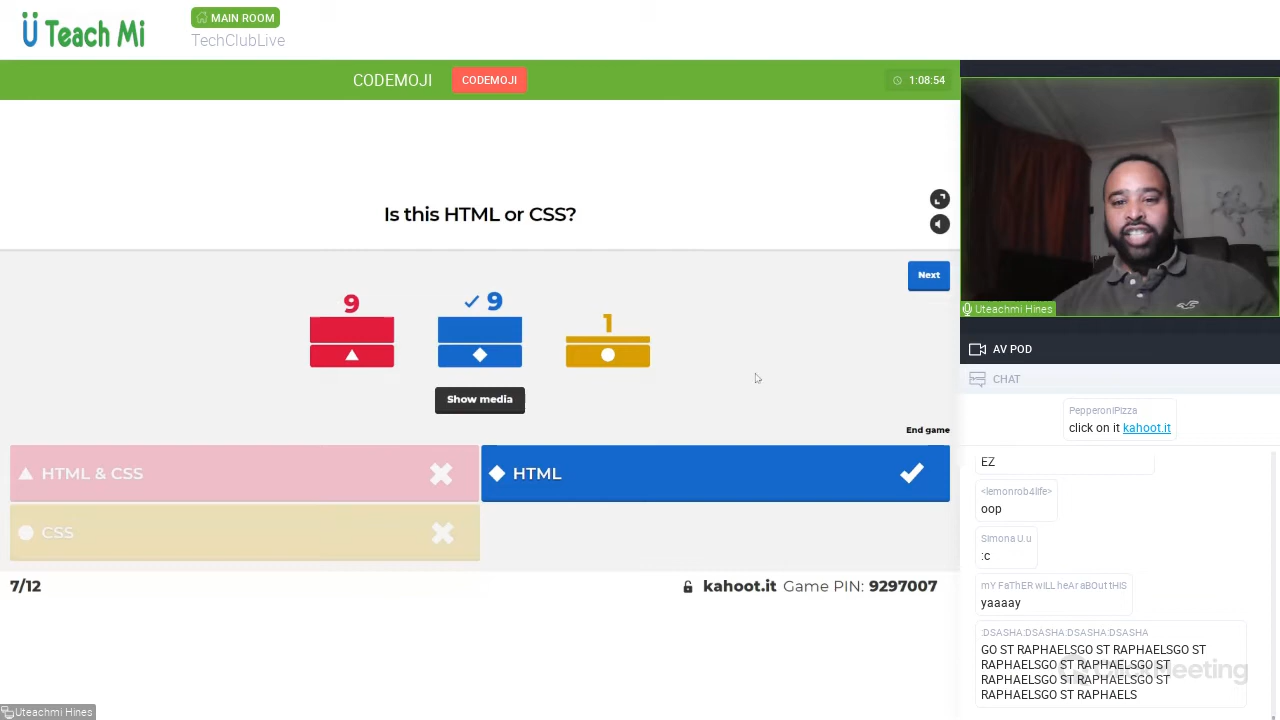 Ü Teach Mi
MAIN ROOM
TechClubLive
CODEMOJI
CODEMOJI
1:08:54
Is this HTML or CSS?
Next
9
9
1
Show media
End game
HTML & CSS
HTML
CSS
7/12
kahoot.it Game PIN: 9297007
Uteachmi Hines
Uteachmi Hines
AV POD
CHAT
PepperoniPizza
click on it kahoot.it
EZ
<lemonrob4life>
oop
Simona U.u
:c
mY FaThER wiLL heAr aBOut tHIS
yaaaay
:DSASHA:DSASHA:DSASHA:DSASHA
GO ST RAPHAELSGO ST RAPHAELSGO ST
RAPHAELSGO ST RAPHAELSGO ST
RAPHAELSGO ST RAPHAELSGO ST
RAPHAELSGO ST RAPHAELS
Meeting